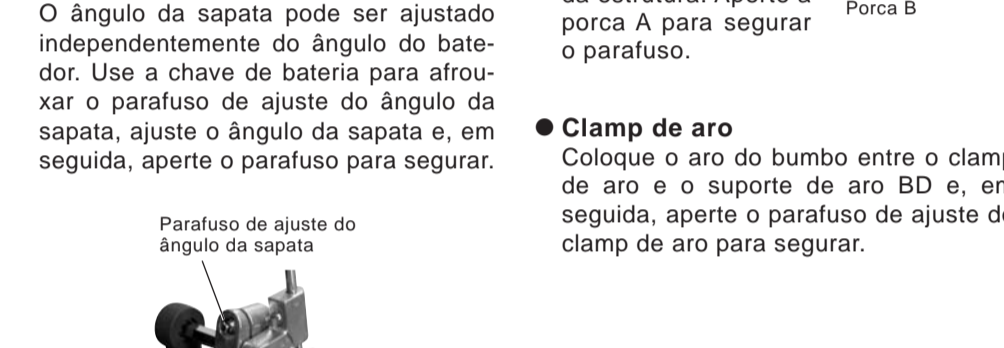 O ângulo da sapata pode ser ajustado
independentemente do ângulo do bate-
dor. Use a chave de bateria para afrou-
xar o parafuso de ajuste do ângulo da
sapata, ajuste o ângulo da sapata e, em
seguida, aperte o parafuso para segurar.
Parafuso de ajuste do
ângulo da sapata
porca A para segurar
o parafuso.
Porca B
● Clamp de aro
Coloque o aro do bumbo entre o clamp
de aro e o suporte de aro BD e, em
seguida, aperte o parafuso de ajuste do
clamp de aro para segurar.